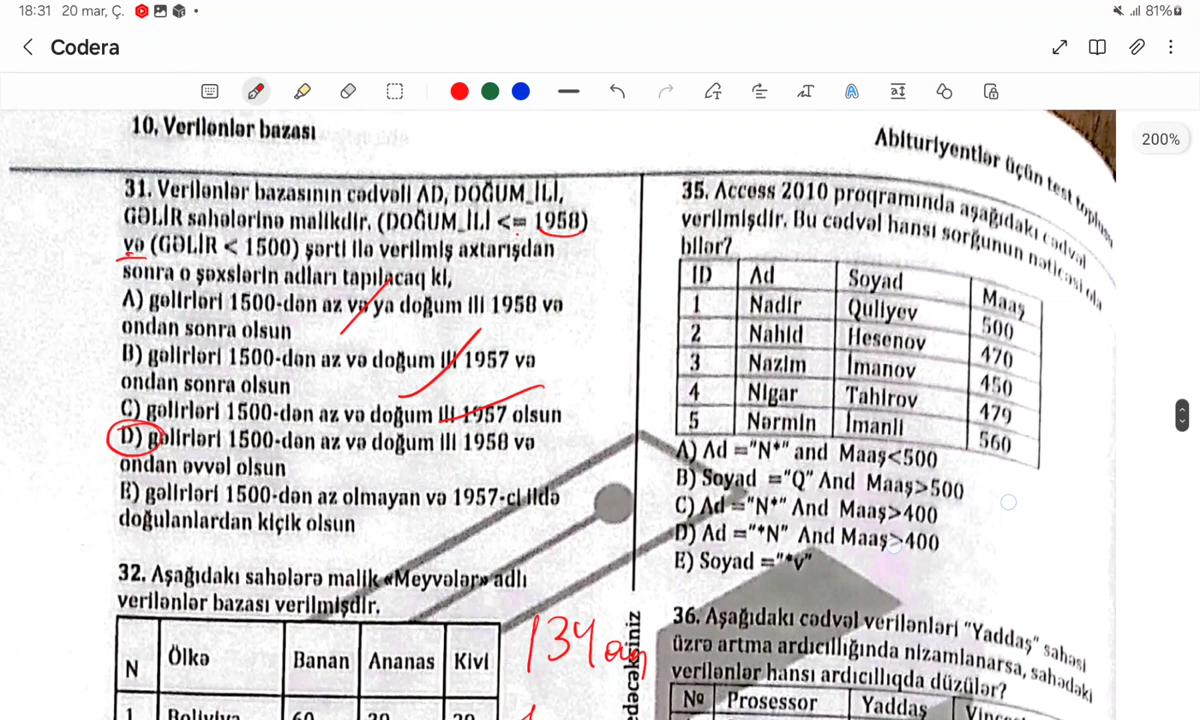 18:31 20 mar, Ç.
81%
Codera
200%
10. Verilənlər bazası
Abituriyentlər üçün test toplusu
31. Verilənlər bazasının cədvəli AD, DOĞUM_İLİ,
GƏLİR sahələrinə malikdir. (DOĞUM_İLİ <= 1958)
və (GƏLİR < 1500) şərti ilə verilmiş axtarışdan
sonra o şəxslərin adları tapılacaq ki,
A) gəlirləri 1500-dən az və ya doğum ili 1958 və
ondan sonra olsun
B) gəlirləri 1500-dən az və doğum ili 1957 və
ondan sonra olsun
C) gəlirləri 1500-dən az və doğum ili 1957 olsun
D) gəlirləri 1500-dən az və doğum ili 1958 və
ondan əvvəl olsun
E) gəlirləri 1500-dən az olmayan və 1957-ci ildə
doğulanlardan kiçik olsun
32. Aşağıdakı sahələrə malik «Meyvələr» adlı
verilənlər bazası verilmişdir.
N Ölkə Banan Ananas Kivi
1 Boliviya 60 20 20
134
edəcəksiniz
35. Access 2010 proqramında aşağıdakı cədvəl
verilmişdir. Bu cədvəl hansı sorğunun nəticəsi ola
bilər?
ID Ad Soyad Maaş
1 Nadir Quliyev 500
2 Nahid Hesenov 470
3 Nazim İmanov 450
4 Nigar Tahirov 479
5 Nərmin İmanli 560
A) Ad ="N*" and Maaş<500
B) Soyad ="Q" And Maaş>500
C) Ad ="N*" And Maaş>400
D) Ad ="*N" And Maaş>400
E) Soyad ="*v"
36. Aşağıdakı cədvəl verilənləri "Yaddaş" sahəsi
üzrə artma ardıcıllığında nizamlanarsa, sahədəki
verilənlər hansı ardıcıllıqda düzülər?
№ Prosessor Yaddaş